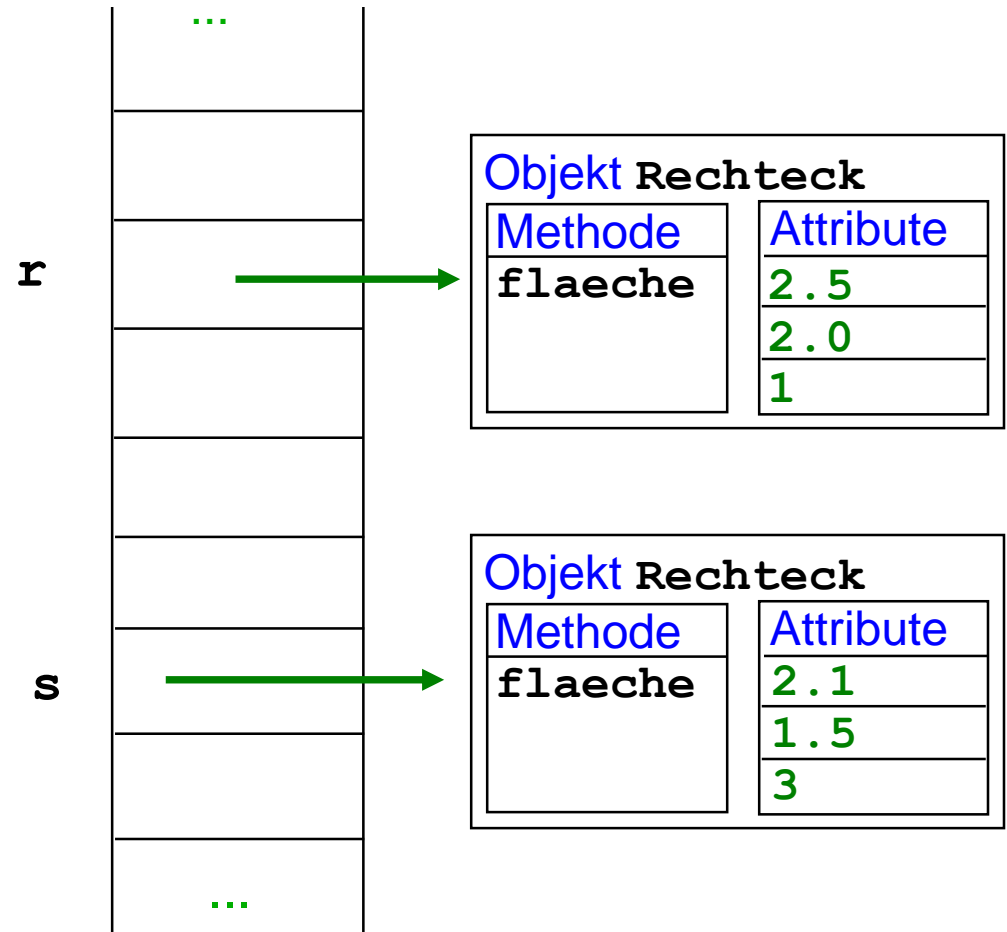 ...
r
Objekt Rechteck
Methode
flaeche
Attribute
2.5
2.0
1
s
Objekt Rechteck
Methode
flaeche
Attribute
2.1
1.5
3
...